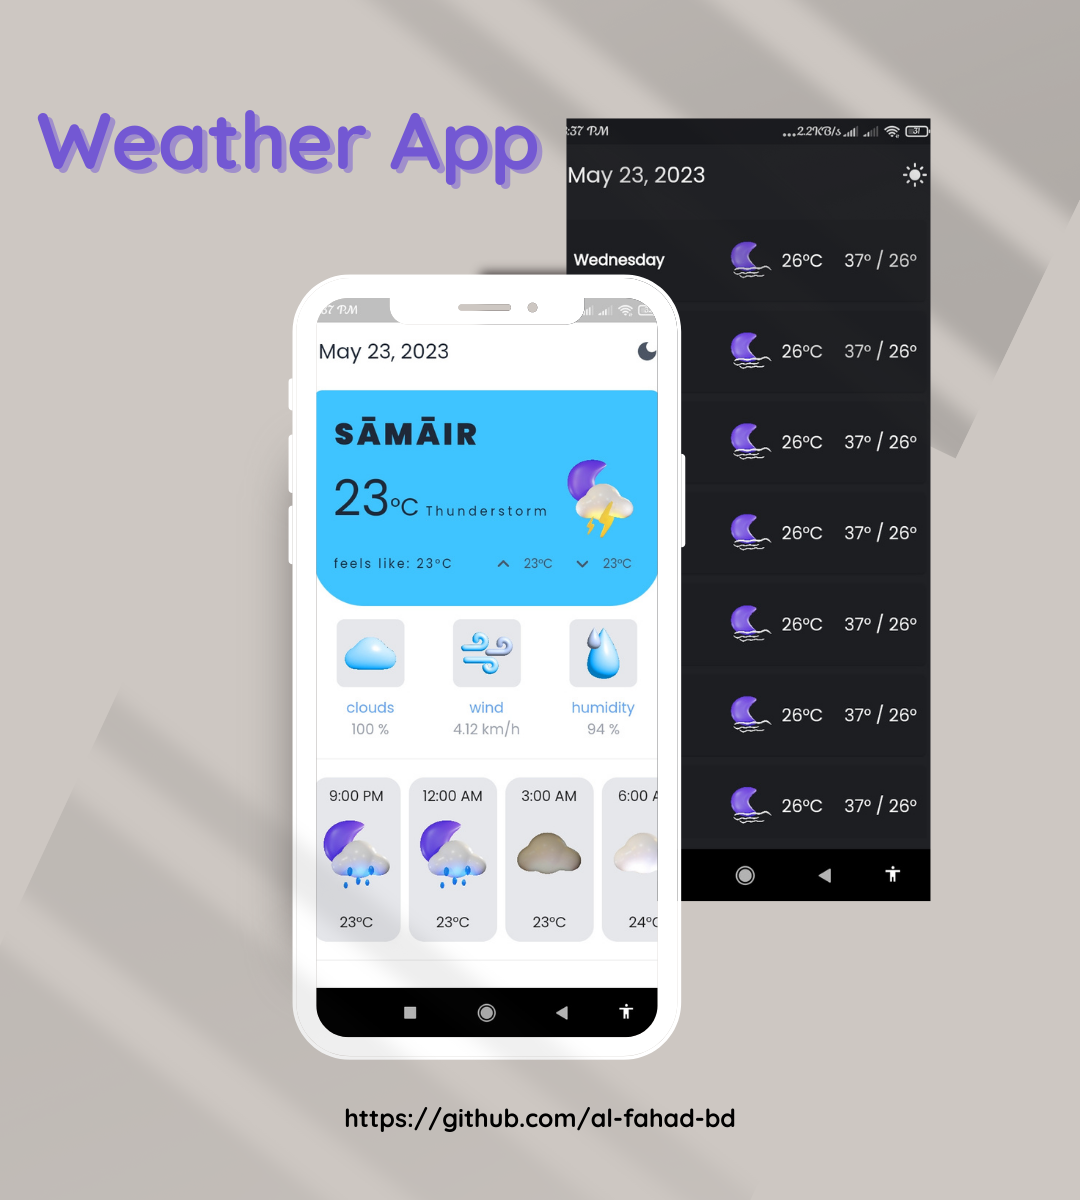 Weather App
:37 PM
...2.2KB/s
37
May 23, 2023
Wednesday 26°C 37° / 26°
26°C 37° / 26°
26°C 37° / 26°
26°C 37° / 26°
26°C 37° / 26°
26°C 37° / 26°
26°C 37° / 26°
37 PM
May 23, 2023
SĀMĀIR
23°C Thunderstorm
feels like: 23°C 23°C 23°C
clouds wind humidity
100 % 4.12 km/h 94 %
9:00 PM 12:00 AM 3:00 AM 6:00 A
23°C 23°C 23°C 24°C
https://github.com/al-fahad-bd